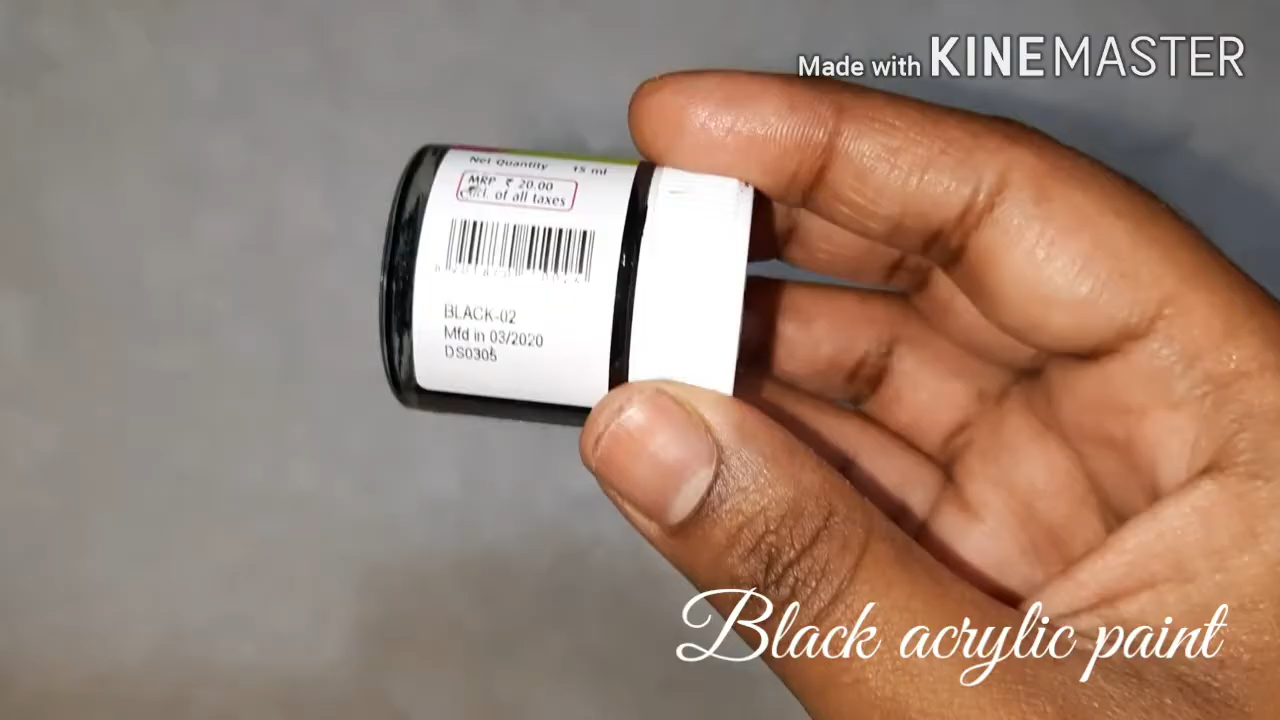 Made with KINEMASTER
Net Quantity 15 ml
MRP ₹ 20.00
of all taxes
BLACK-02
Mfd in 03/2020
DS0305
Black acrylic paint